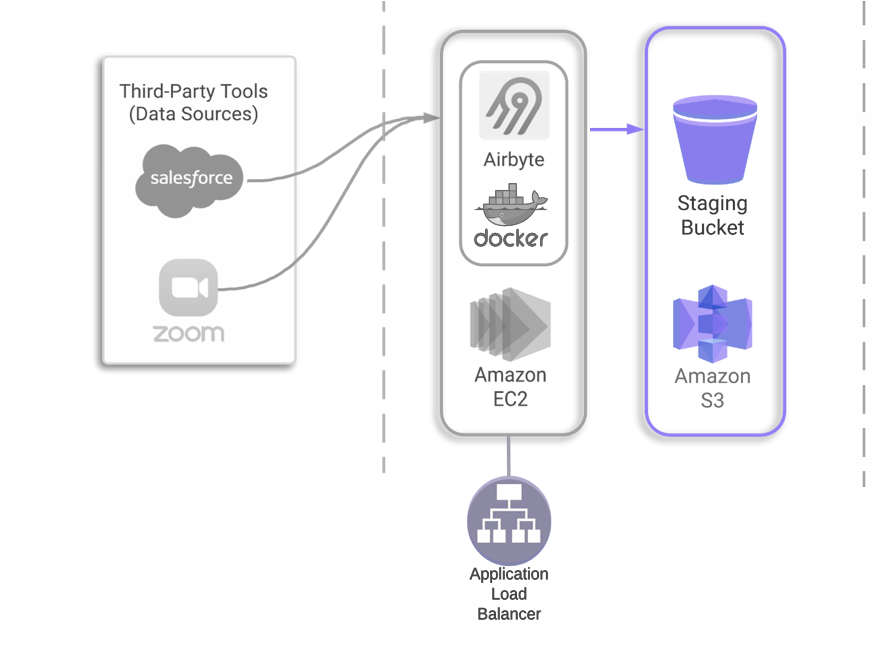 Third-Party Tools
(Data Sources)
salesforce
zoom
Airbyte
docker
Amazon
EC2
Staging
Bucket
Amazon
S3
Application
Load
Balancer